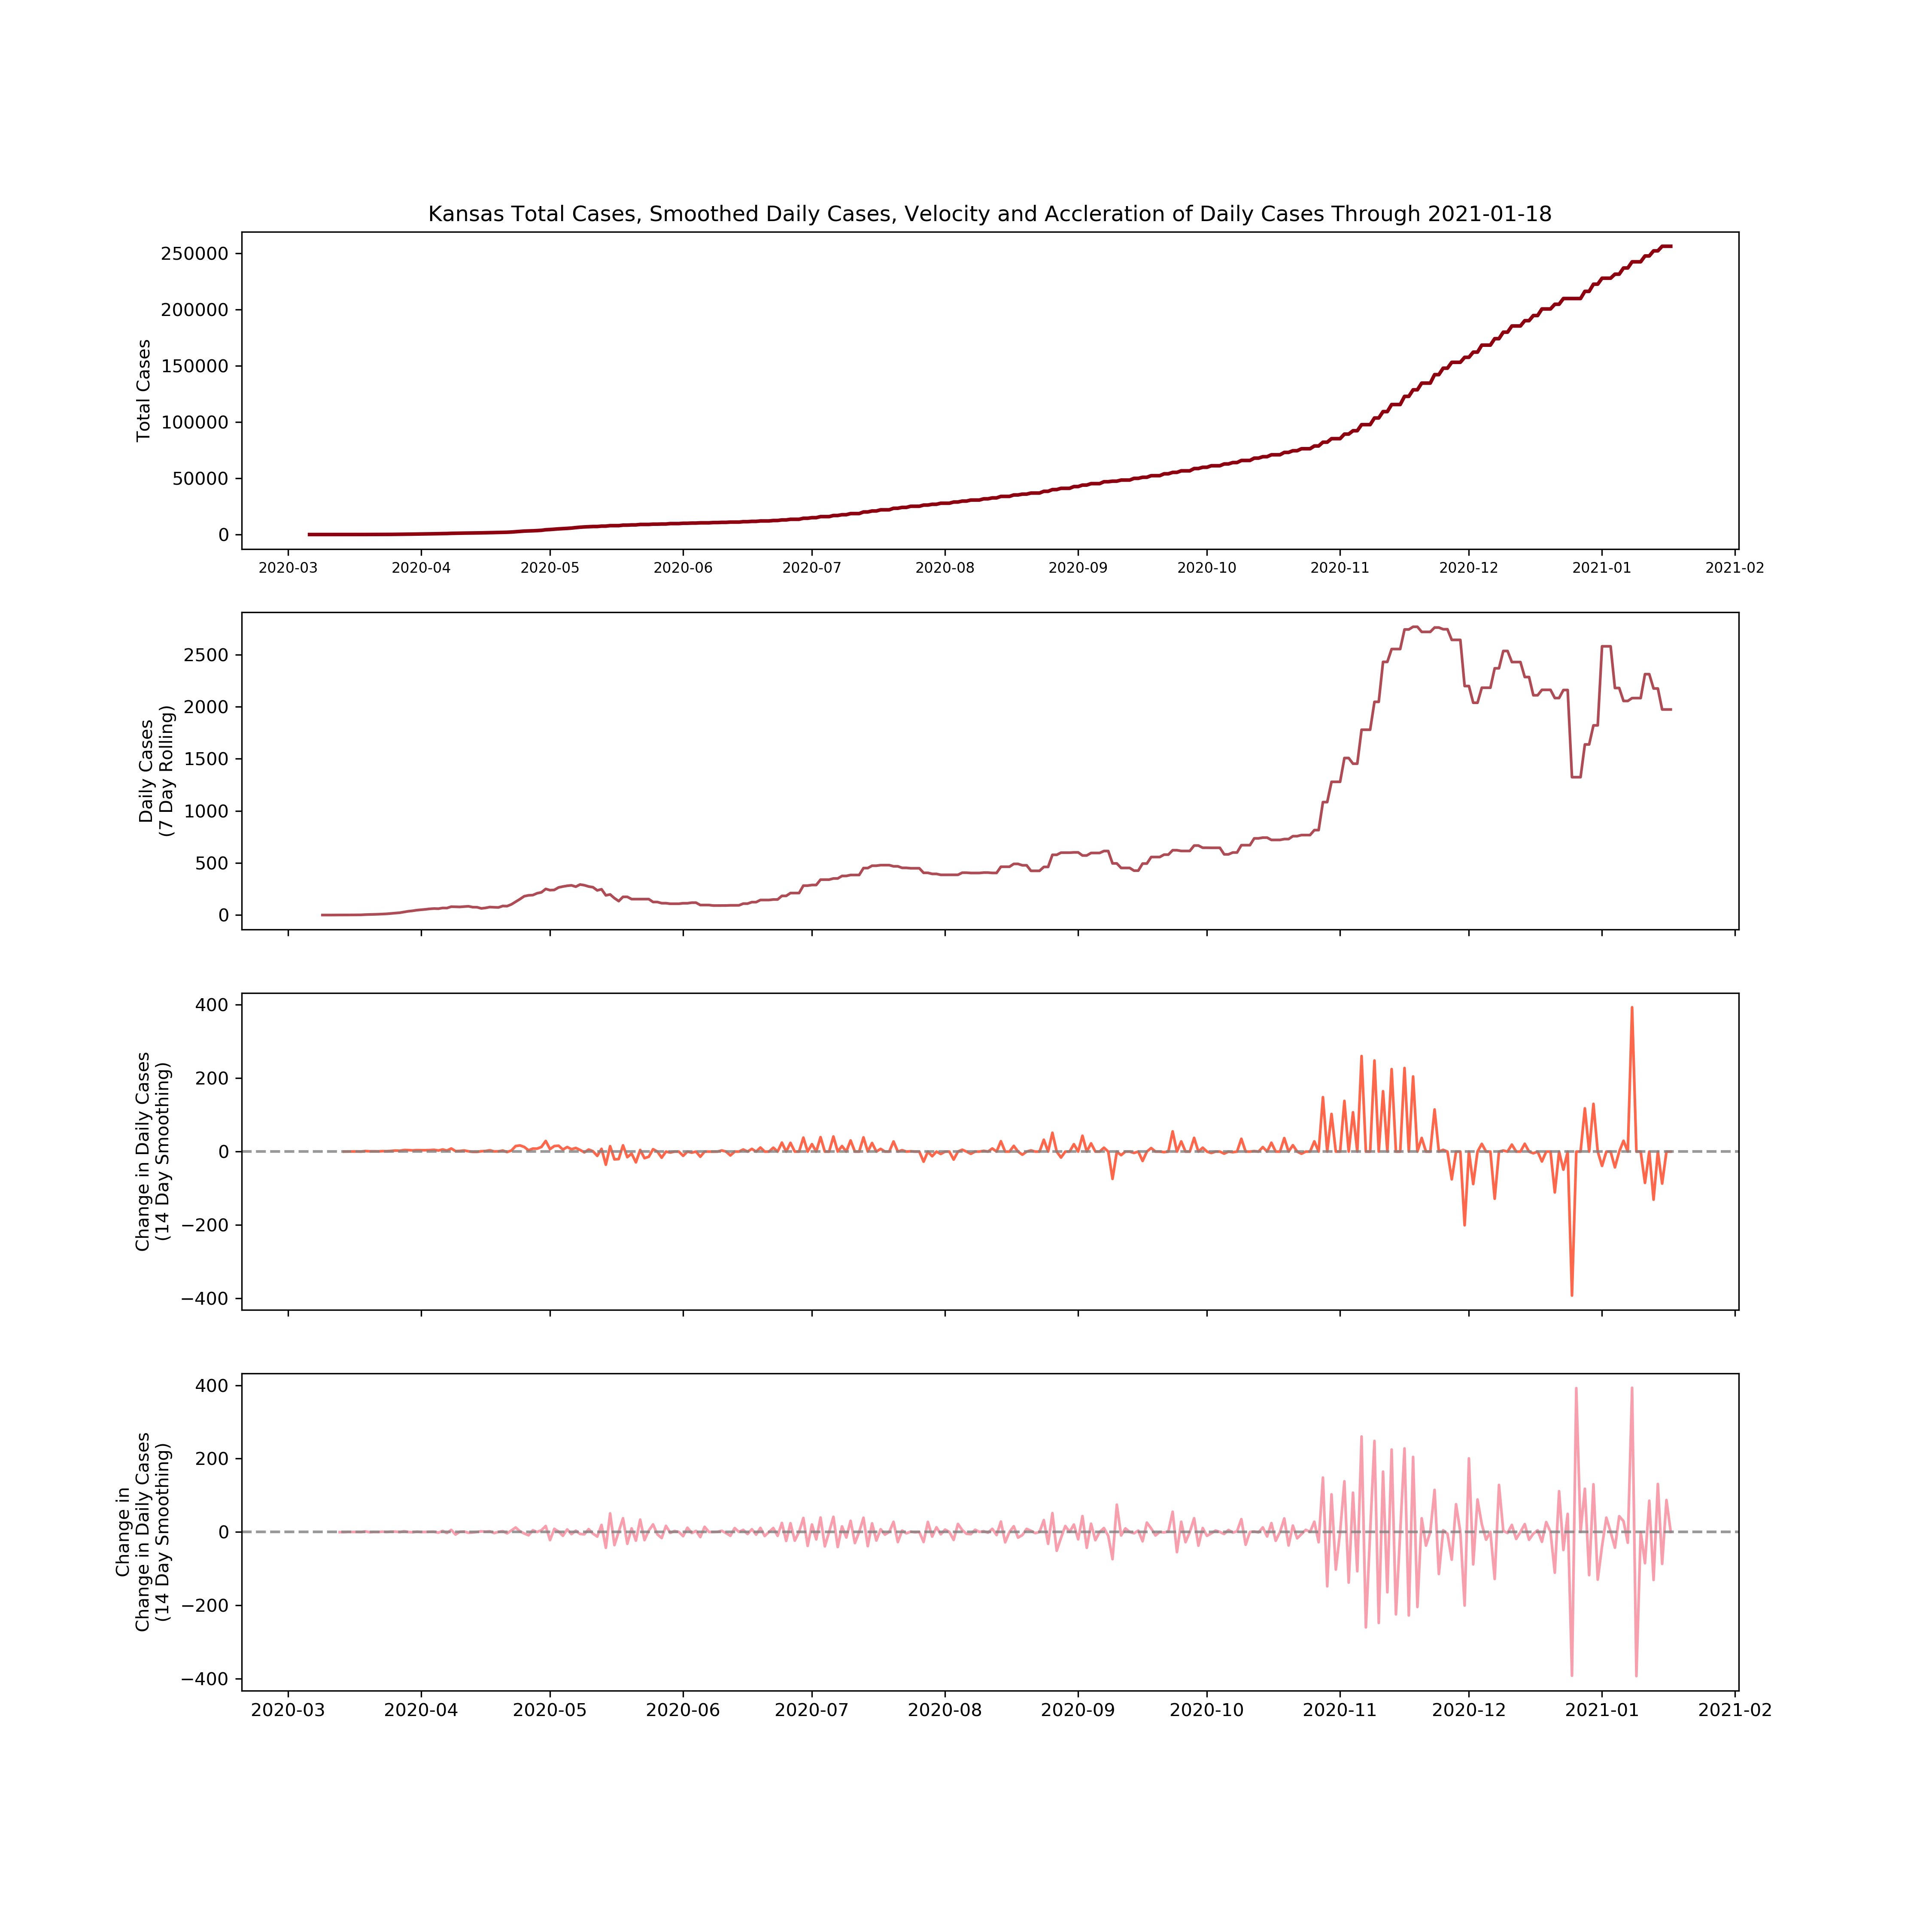 Kansas Total Cases, Smoothed Daily Cases, Velocity and Accleration of Daily Cases Through 2021-01-18
Total Cases
250000
200000
150000
100000
50000
0
2020-03 2020-04 2020-05 2020-06 2020-07 2020-08 2020-09 2020-10 2020-11 2020-12 2021-01 2021-02
Daily Cases
(7 Day Rolling)
2500
2000
1500
1000
500
0
Change in Daily Cases
(14 Day Smoothing)
400
200
0
−200
−400
Change in
Change in Daily Cases
(14 Day Smoothing)
400
200
0
−200
−400
2020-03 2020-04 2020-05 2020-06 2020-07 2020-08 2020-09 2020-10 2020-11 2020-12 2021-01 2021-02